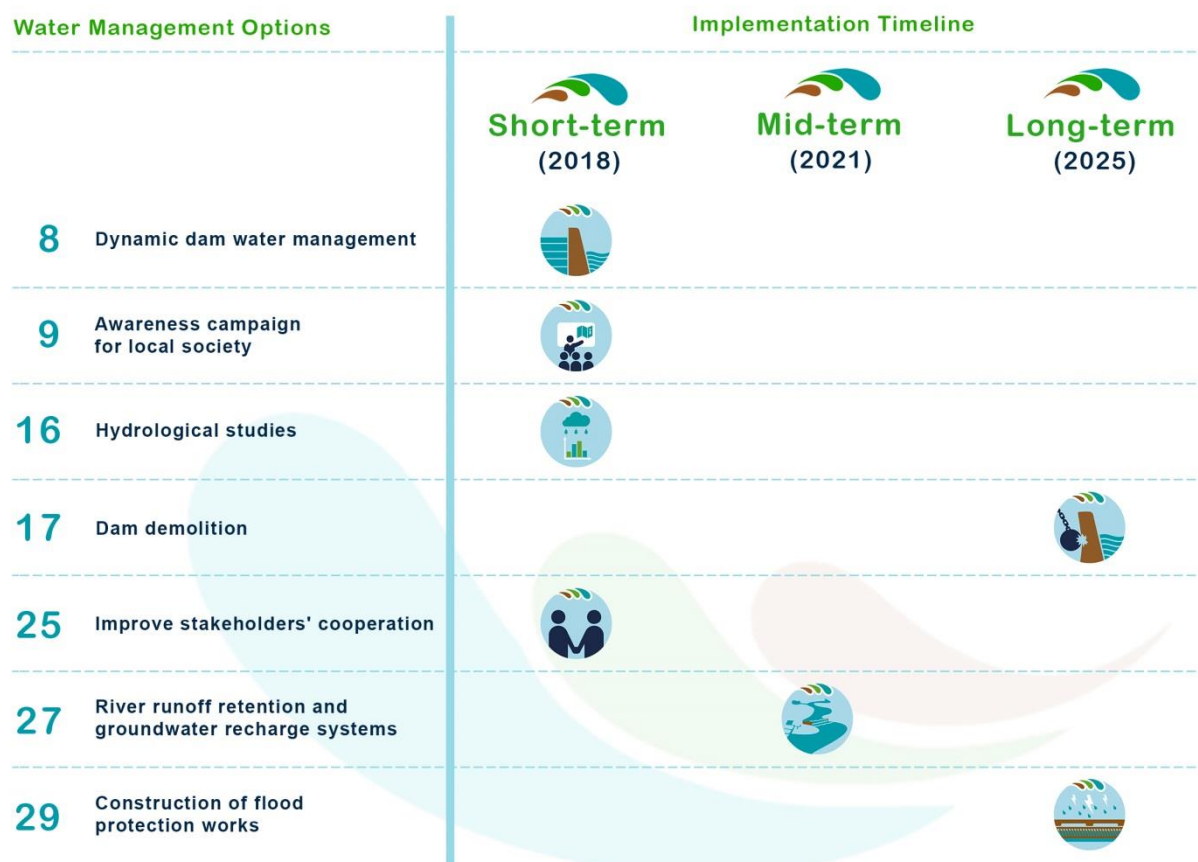 Water Management Options
Implementation Timeline
Short-term
(2018)
Mid-term
(2021)
Long-term
(2025)
8
Dynamic dam water management
9
Awareness campaign
for local society
16
Hydrological studies
17
Dam demolition
25
Improve stakeholders' cooperation
27
River runoff retention and
groundwater recharge systems
29
Construction of flood
protection works